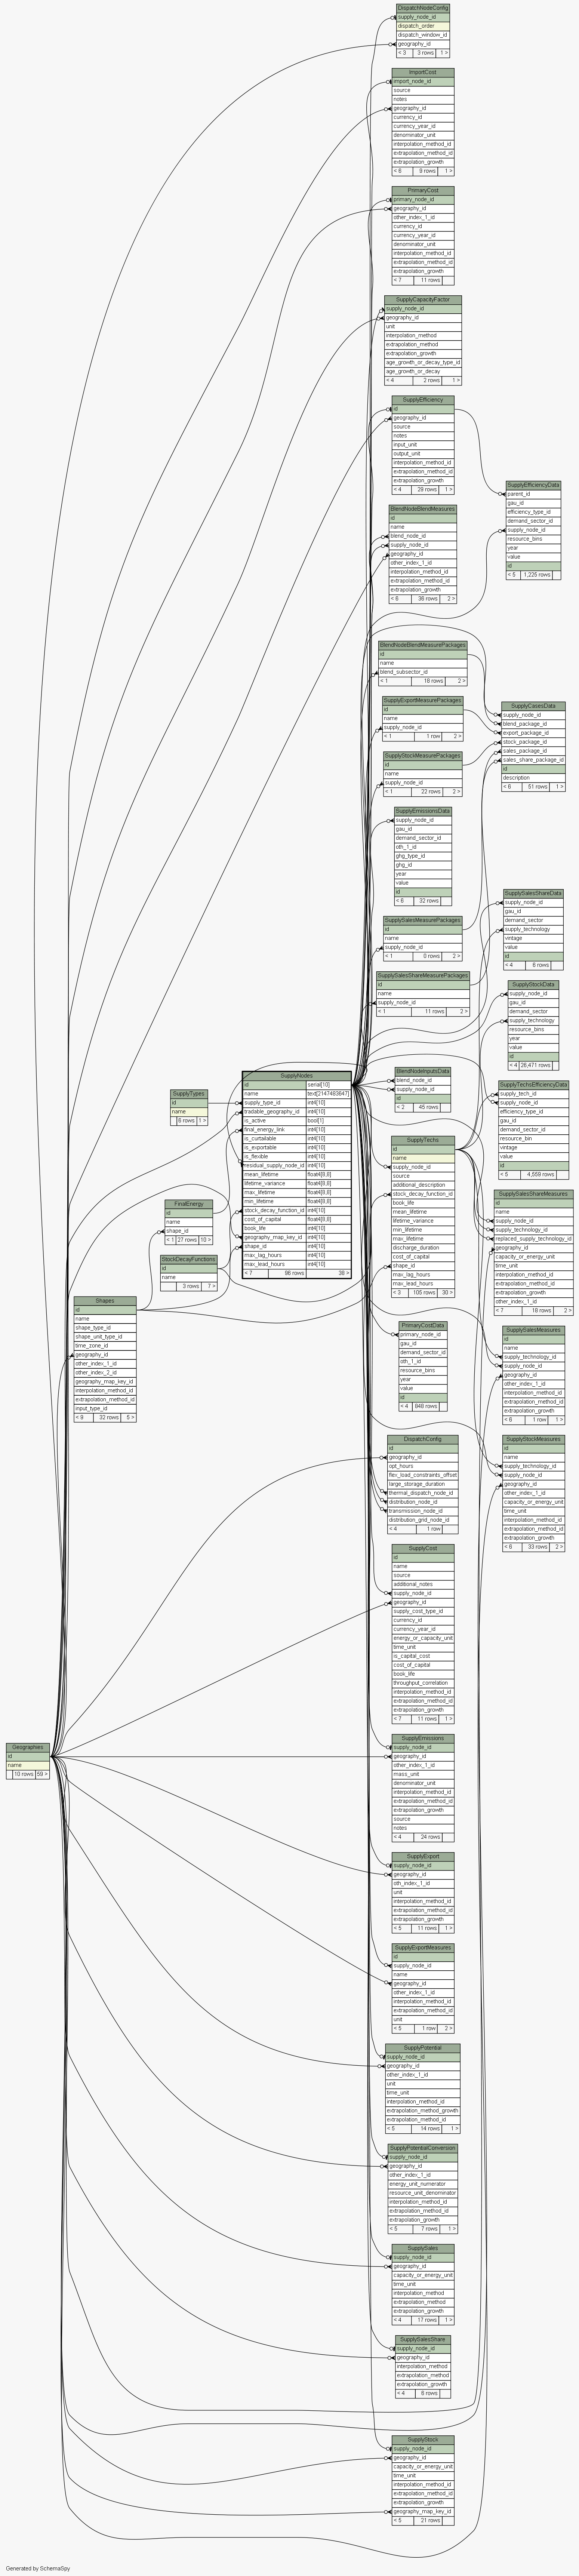 DispatchNodeConfig
supply_node_id
dispatch_order
dispatch_window_id
geography_id
< 3 3 rows 1 >
ImportCost
import_node_id
source
notes
geography_id
currency_id
currency_year_id
denominator_unit
interpolation_method_id
extrapolation_method_id
extrapolation_growth
< 6 9 rows 1 >
PrimaryCost
primary_node_id
geography_id
other_index_1_id
currency_id
currency_year_id
denominator_unit
interpolation_method_id
extrapolation_method_id
extrapolation_growth
< 7 11 rows
SupplyCapacityFactor
supply_node_id
geography_id
unit
interpolation_method
extrapolation_method
extrapolation_growth
age_growth_or_decay_type_id
age_growth_or_decay
< 4 2 rows 1 >
SupplyEfficiency
id
geography_id
source
notes
input_unit
output_unit
interpolation_method_id
extrapolation_method_id
extrapolation_growth
< 4 29 rows 1 >
SupplyEfficiencyData
parent_id
gau_id
efficiency_type_id
demand_sector_id
supply_node_id
resource_bins
year
value
id
< 5 1,225 rows
BlendNodeBlendMeasures
id
name
blend_node_id
supply_node_id
geography_id
other_index_1_id
interpolation_method_id
extrapolation_method_id
extrapolation_growth
< 6 36 rows 2 >
BlendNodeBlendMeasurePackages
id
name
blend_subsector_id
< 1 18 rows 2 >
SupplyExportMeasurePackages
id
name
supply_node_id
< 1 1 row 2 >
SupplyCasesData
supply_node_id
blend_package_id
export_package_id
stock_package_id
sales_package_id
sales_share_package_id
id
description
< 6 51 rows 1 >
SupplyStockMeasurePackages
id
name
supply_node_id
< 1 22 rows 2 >
SupplyEmissionsData
supply_node_id
gau_id
demand_sector_id
oth_1_id
ghg_type_id
ghg_id
year
value
id
< 6 32 rows
SupplySalesShareData
supply_node_id
gau_id
demand_sector
supply_technology
vintage
value
id
< 4 8 rows
SupplySalesMeasurePackages
id
name
supply_node_id
< 1 0 rows 2 >
SupplySalesShareMeasurePackages
id
name
supply_node_id
< 1 11 rows 2 >
SupplyStockData
supply_node_id
gau_id
demand_sector
supply_technology
resource_bins
year
value
id
< 4 26,471 rows
SupplyNodes
id serial[10]
name text[2147483647]
supply_type_id int4[10]
tradable_geography_id int4[10]
is_active bool[1]
final_energy_link int4[10]
is_curtailable int4[10]
is_exportable int4[10]
is_flexible int4[10]
residual_supply_node_id int4[10]
mean_lifetime float4[8,8]
lifetime_variance float4[8,8]
max_lifetime float4[8,8]
min_lifetime float4[8,8]
stock_decay_function_id int4[10]
cost_of_capital float4[8,8]
book_life int4[10]
geography_map_key_id int4[10]
shape_id int4[10]
max_lag_hours int4[10]
max_lead_hours int4[10]
< 7 86 rows 38 >
BlendNodeInputsData
blend_node_id
supply_node_id
id
< 2 45 rows
SupplyTypes
id
name
6 rows 1 >
SupplyTechsEfficiencyData
supply_tech_id
supply_node_id
efficiency_type_id
gau_id
demand_sector_id
resource_bin
vintage
value
id
< 5 4,559 rows
SupplyTechs
id
name
supply_node_id
source
additional_description
stock_decay_function_id
book_life
mean_lifetime
lifetime_variance
min_lifetime
max_lifetime
discharge_duration
cost_of_capital
shape_id
max_lag_hours
max_lead_hours
< 3 105 rows 30 >
SupplySalesShareMeasures
id
name
supply_node_id
supply_technology_id
replaced_supply_technology_id
geography_id
capacity_or_energy_unit
time_unit
interpolation_method_id
extrapolation_method_id
extrapolation_growth
other_index_1_id
< 7 18 rows 2 >
FinalEnergy
id
name
shape_id
< 1 27 rows 10 >
StockDecayFunctions
id
name
3 rows 7 >
Shapes
id
name
shape_type_id
shape_unit_type_id
time_zone_id
geography_id
other_index_1_id
other_index_2_id
geography_map_key_id
interpolation_method_id
extrapolation_method_id
input_type_id
< 9 32 rows 5 >
PrimaryCostData
primary_node_id
gau_id
demand_sector_id
oth_1_id
resource_bins
year
value
id
< 4 848 rows
SupplySalesMeasures
id
name
supply_technology_id
supply_node_id
geography_id
other_index_1_id
interpolation_method_id
extrapolation_method_id
extrapolation_growth
< 6 1 row 1 >
DispatchConfig
id
geography_id
opt_hours
flex_load_constraints_offset
large_storage_duration
thermal_dispatch_node_id
distribution_node_id
transmission_node_id
distribution_grid_node_id
< 4 1 row
SupplyStockMeasures
id
name
supply_technology_id
supply_node_id
geography_id
other_index_1_id
capacity_or_energy_unit
time_unit
interpolation_method_id
extrapolation_method_id
extrapolation_growth
< 6 33 rows 2 >
SupplyCost
id
name
source
additional_notes
supply_node_id
geography_id
supply_cost_type_id
currency_id
currency_year_id
energy_or_capacity_unit
time_unit
is_capital_cost
cost_of_capital
book_life
throughput_correlation
interpolation_method_id
extrapolation_method_id
extrapolation_growth
< 7 11 rows 1 >
Geographies
id
name
10 rows 59 >
SupplyEmissions
supply_node_id
geography_id
other_index_1_id
mass_unit
denominator_unit
interpolation_method_id
extrapolation_method_id
extrapolation_growth
source
notes
< 4 24 rows
SupplyExport
supply_node_id
geography_id
oth_index_1_id
unit
interpolation_method_id
extrapolation_method_id
extrapolation_growth
< 5 11 rows 1 >
SupplyExportMeasures
id
supply_node_id
name
geography_id
other_index_1_id
interpolation_method_id
extrapolation_method_id
unit
< 5 1 row 2 >
SupplyPotential
supply_node_id
geography_id
other_index_1_id
unit
time_unit
interpolation_method_id
extrapolation_method_growth
extrapolation_method_id
< 5 14 rows 1 >
SupplyPotentialConversion
supply_node_id
geography_id
other_index_1_id
energy_unit_numerator
resource_unit_denominator
interpolation_method_id
extrapolation_method_id
extrapolation_growth
< 5 7 rows 1 >
SupplySales
supply_node_id
geography_id
capacity_or_energy_unit
time_unit
interpolation_method
extrapolation_method
extrapolation_growth
< 4 17 rows 1 >
SupplySalesShare
supply_node_id
geography_id
interpolation_method
extrapolation_method
extrapolation_growth
< 4 6 rows
SupplyStock
supply_node_id
geography_id
capacity_or_energy_unit
time_unit
interpolation_method_id
extrapolation_method_id
extrapolation_growth
geography_map_key_id
< 5 21 rows
Generated by SchemaSpy